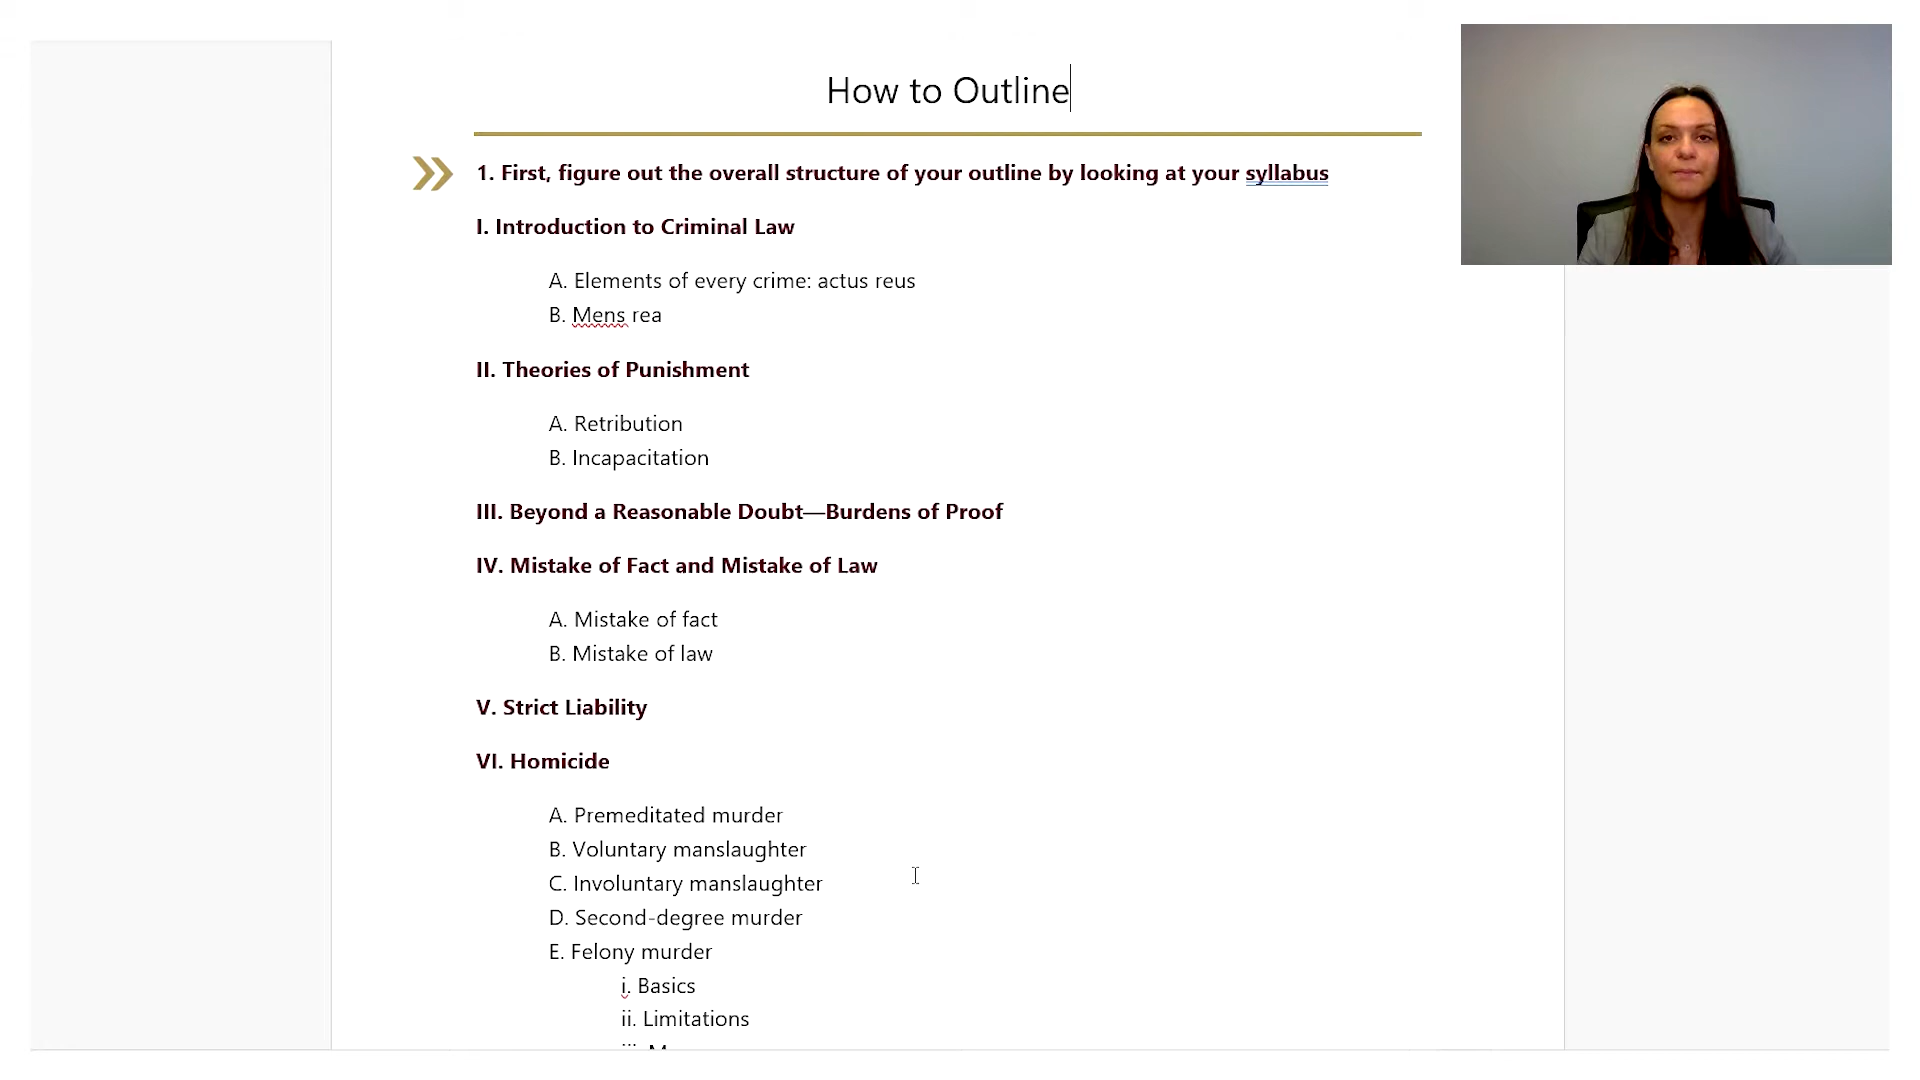 How to Outline
1. First, figure out the overall structure of your outline by looking at your syllabus
I. Introduction to Criminal Law
A. Elements of every crime: actus reus
B. Mens rea
II. Theories of Punishment
A. Retribution
B. Incapacitation
III. Beyond a Reasonable Doubt—Burdens of Proof
IV. Mistake of Fact and Mistake of Law
A. Mistake of fact
B. Mistake of law
V. Strict Liability
VI. Homicide
A. Premeditated murder
B. Voluntary manslaughter
C. Involuntary manslaughter
D. Second-degree murder
E. Felony murder
i. Basics
ii. Limitations